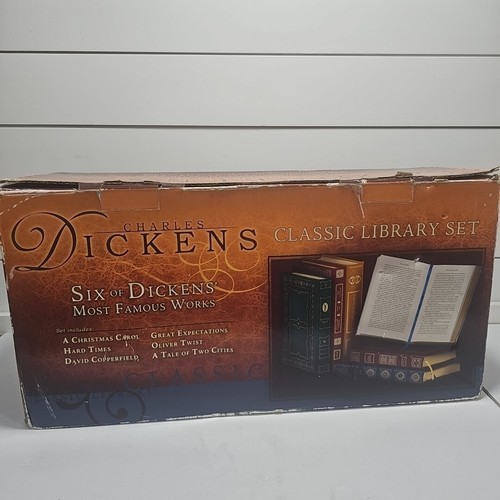 CHARLES
DICKENS
CLASSIC LIBRARY SET
SIX OF DICKENS'
MOST FAMOUS WORKS
Set includes:
A CHRISTMAS CAROL
HARD TIMES
DAVID COPPERFIELD
GREAT EXPECTATIONS
OLIVER TWIST
A TALE OF TWO CITIES
CLASSIC